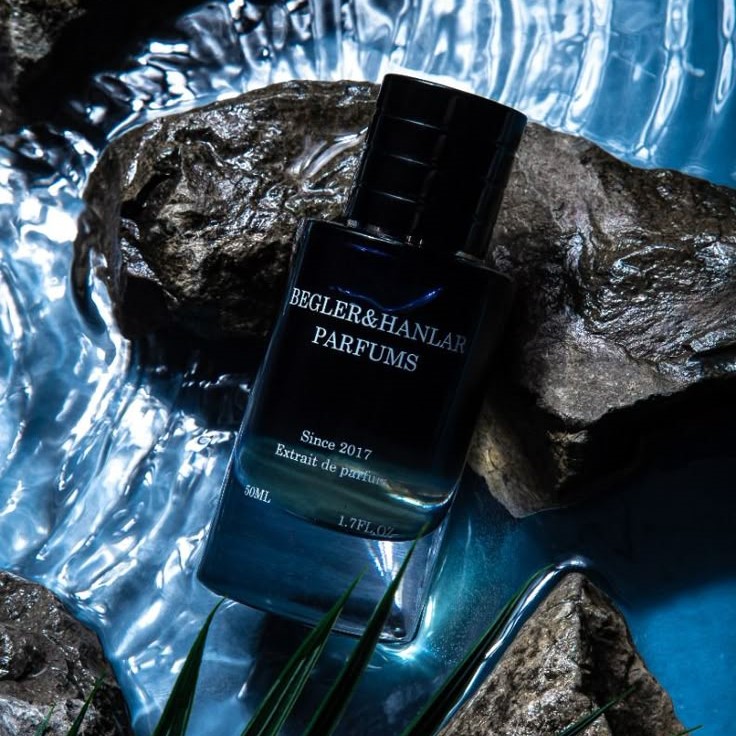 BEGLER&HANLAR
PARFUMS
Since 2017
Extrait de parfum
50ML
1.7FL.OZ